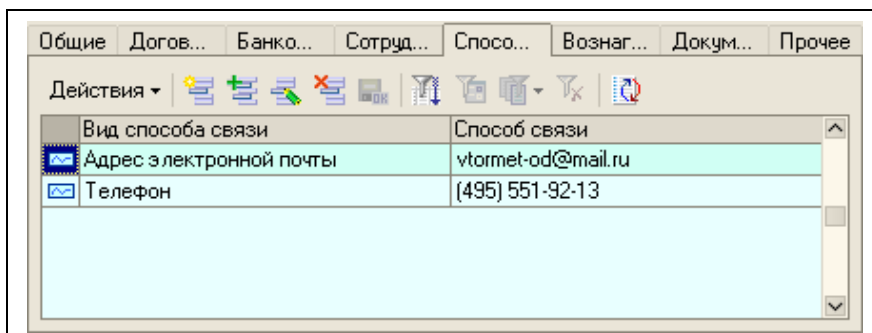 Общие Догов... Банко... Сотруд... Спосо... Вознаг... Докум... Прочее
Действия
Вид способа связи Способ связи
Адрес электронной почты vtormet-od@mail.ru
Телефон (495) 551-92-13